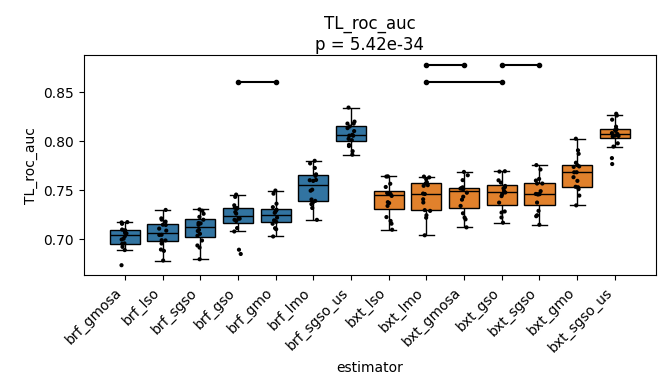 TL_roc_auc
p = 5.42e-34
TL_roc_auc
0.85
0.80
0.75
0.70
brf_gmosa
brf_lso
brf_sgso
brf_gso
brf_gmo
brf_lmo
brf_sgso_us
bxt_lso
bxt_lmo
bxt_gmosa
bxt_gso
bxt_sgso
bxt_gmo
bxt_sgso_us
estimator